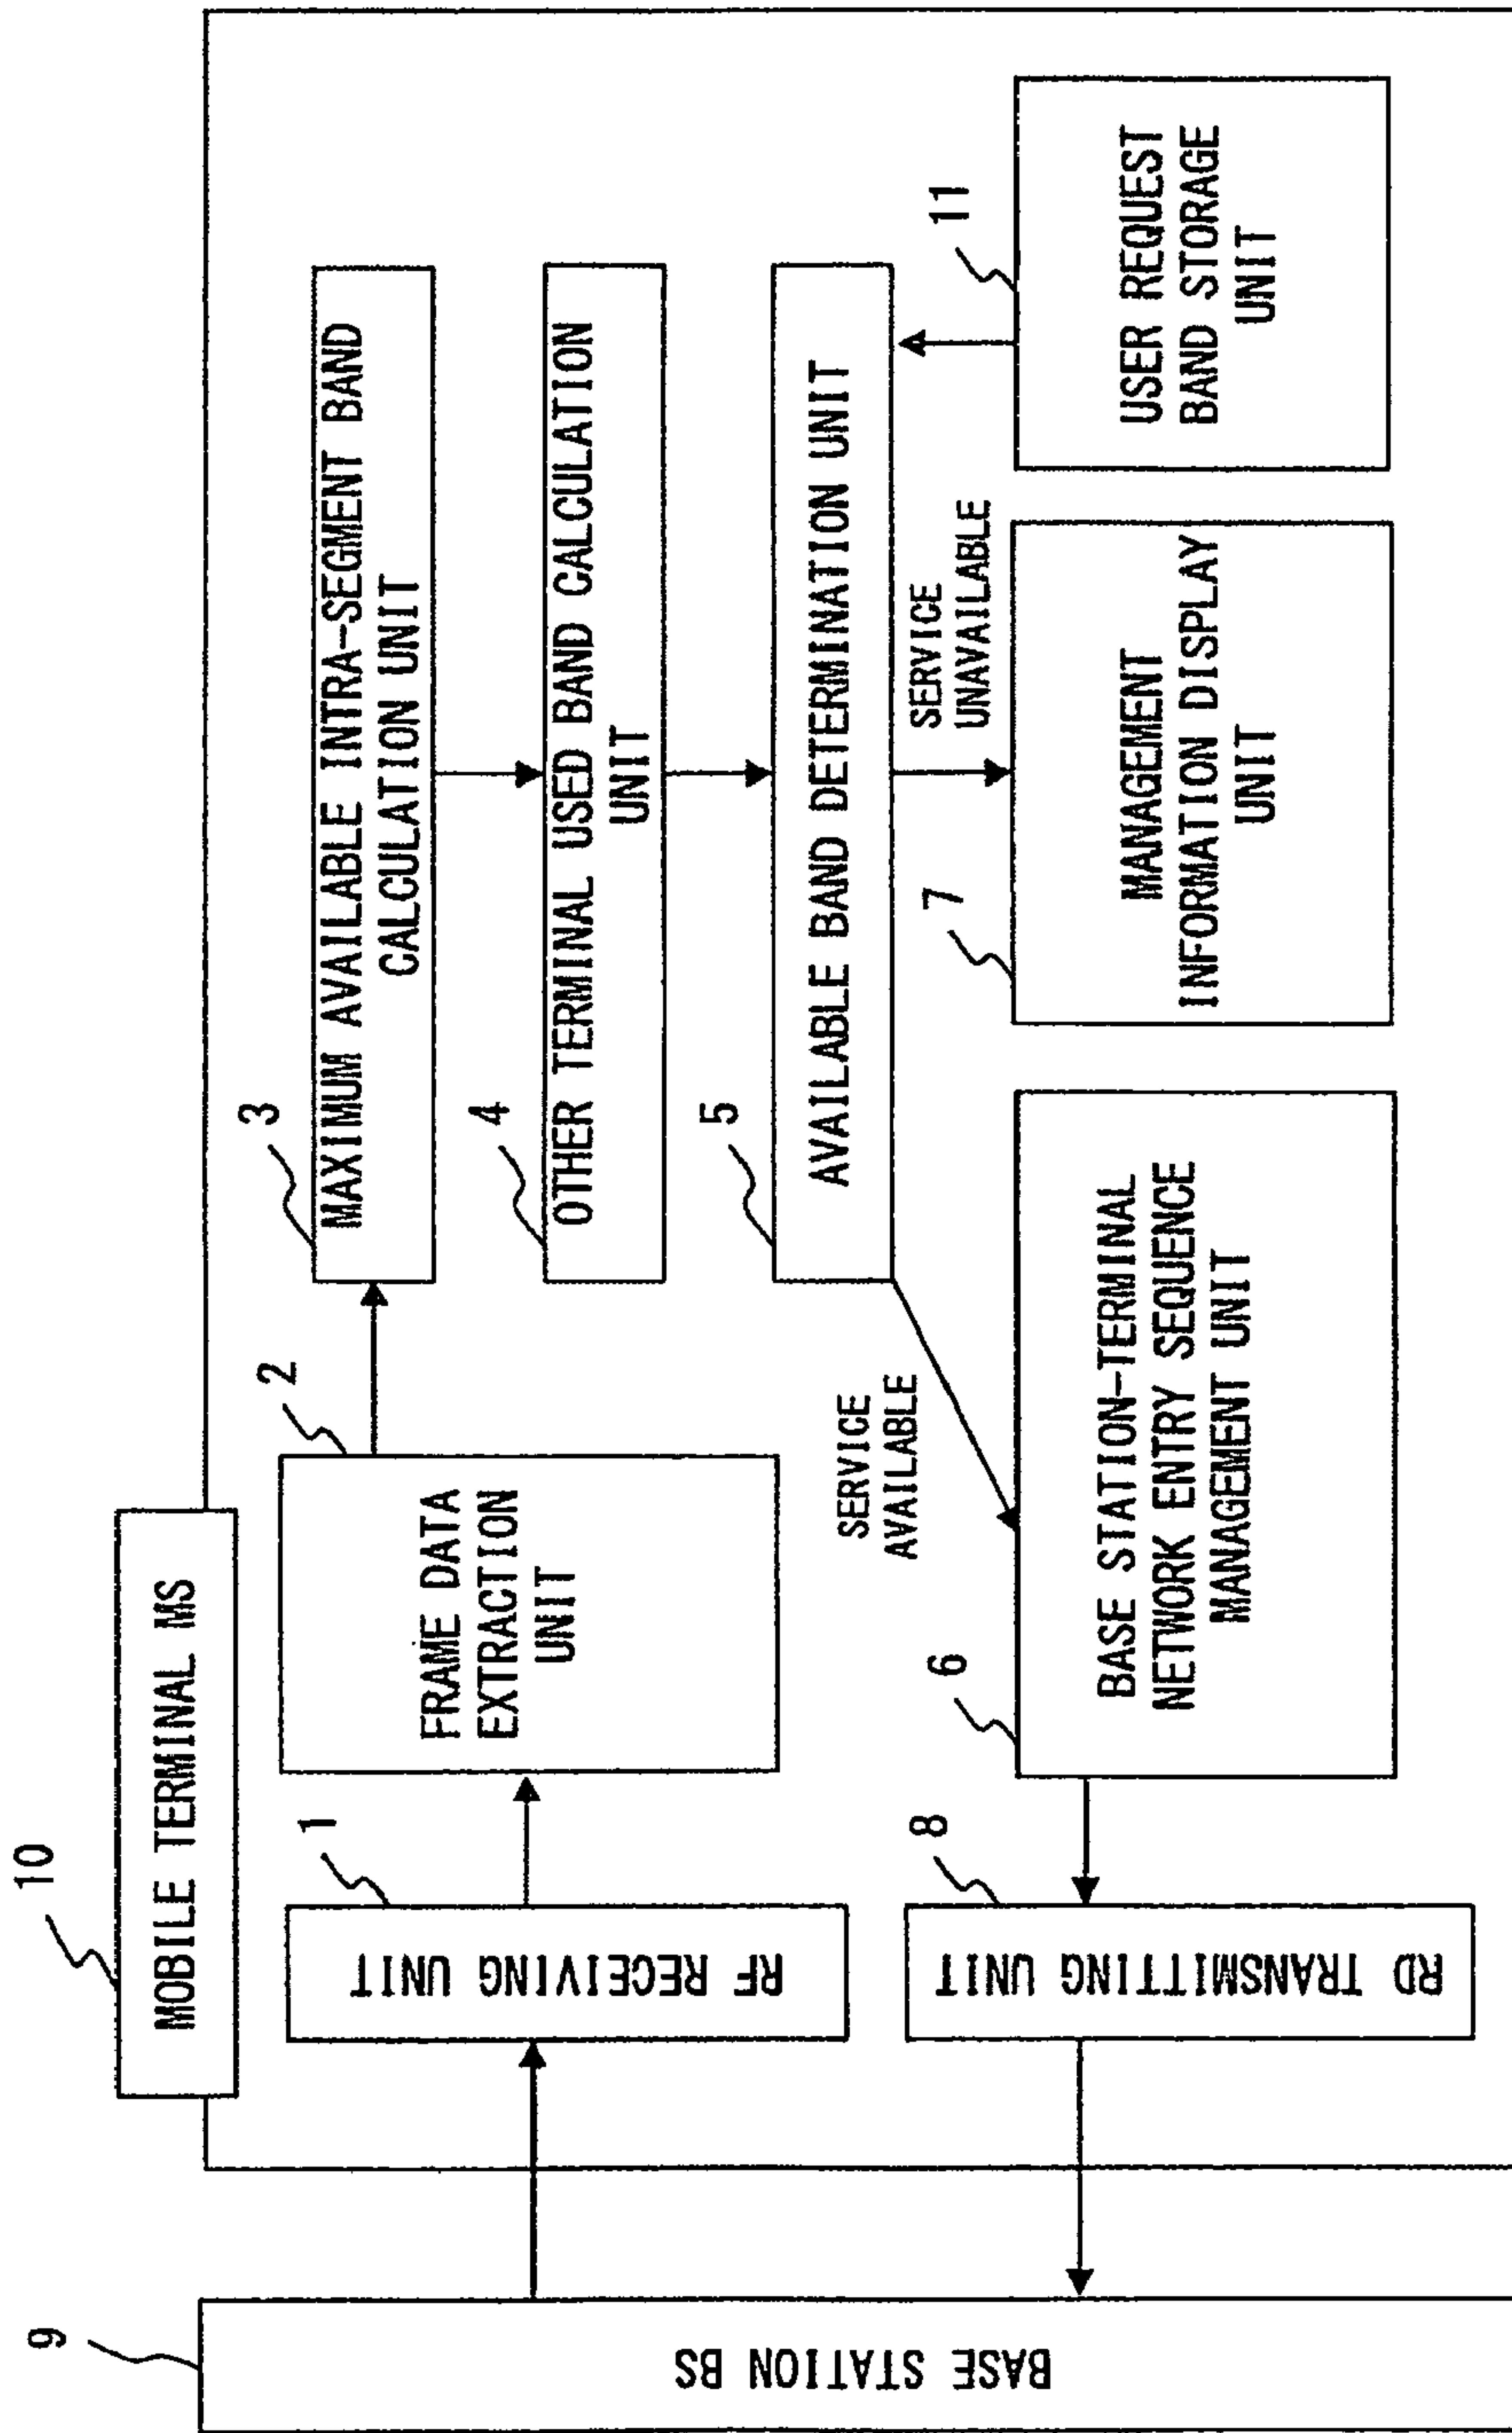 10
MOBILE TERMINAL MS
9
BASE STATION BS
1
RF RECEIVING UNIT
2
FRAME DATA
EXTRACTION
UNIT
3
MAXIMUM AVAILABLE INTRA-SEGMENT BAND
CALCULATION UNIT
4
OTHER TERMINAL USED BAND CALCULATION
UNIT
5
AVAILABLE BAND DETERMINATION UNIT
SERVICE
AVAILABLE
SERVICE
UNAVAILABLE
8
RD TRANSMITTING UNIT
6
BASE STATION-TERMINAL
NETWORK ENTRY SEQUENCE
MANAGEMENT UNIT
7
MANAGEMENT
INFORMATION DISPLAY
UNIT
11
USER REQUEST
BAND STORAGE
UNIT